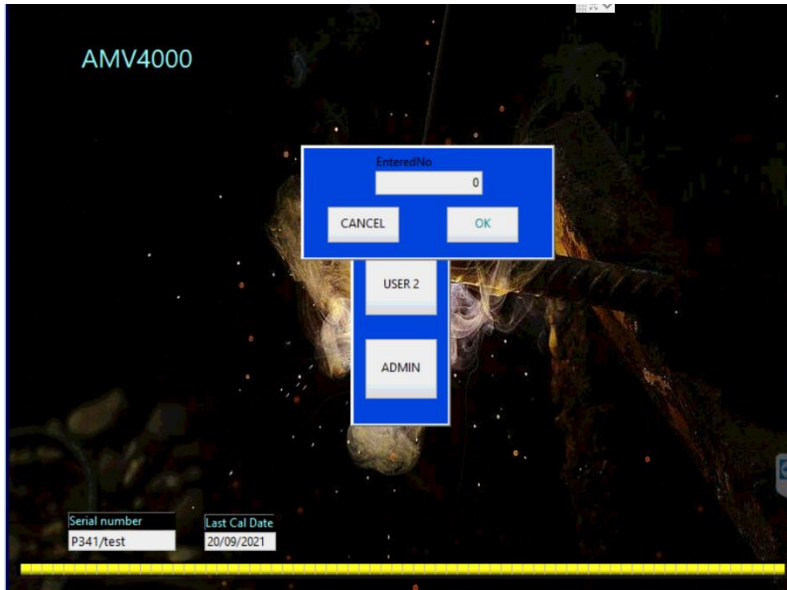 AMV4000
EnteredNo
0
CANCEL OK
USER 2
ADMIN
Serial number Last Cal Date
P341/test 20/09/2021